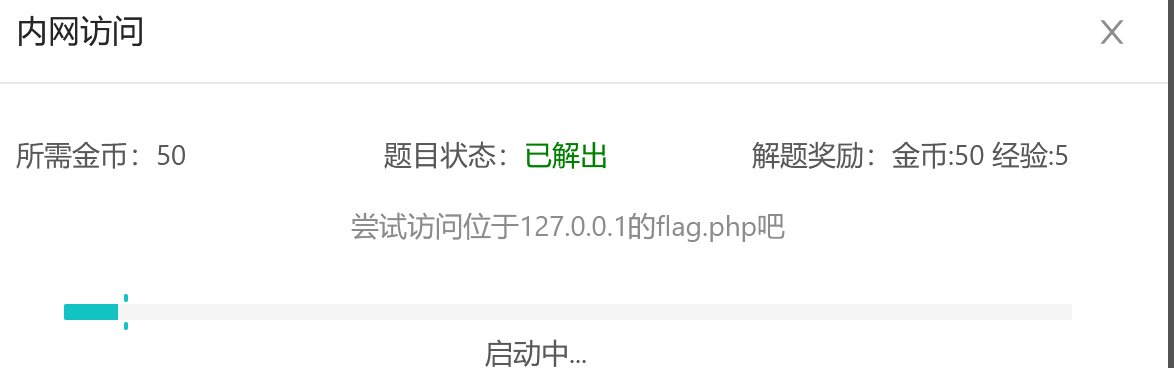 内网访问 X
所需金币：50 题目状态：已解出 解题奖励：金币:50 经验:5
尝试访问位于127.0.0.1的flag.php吧
启动中...